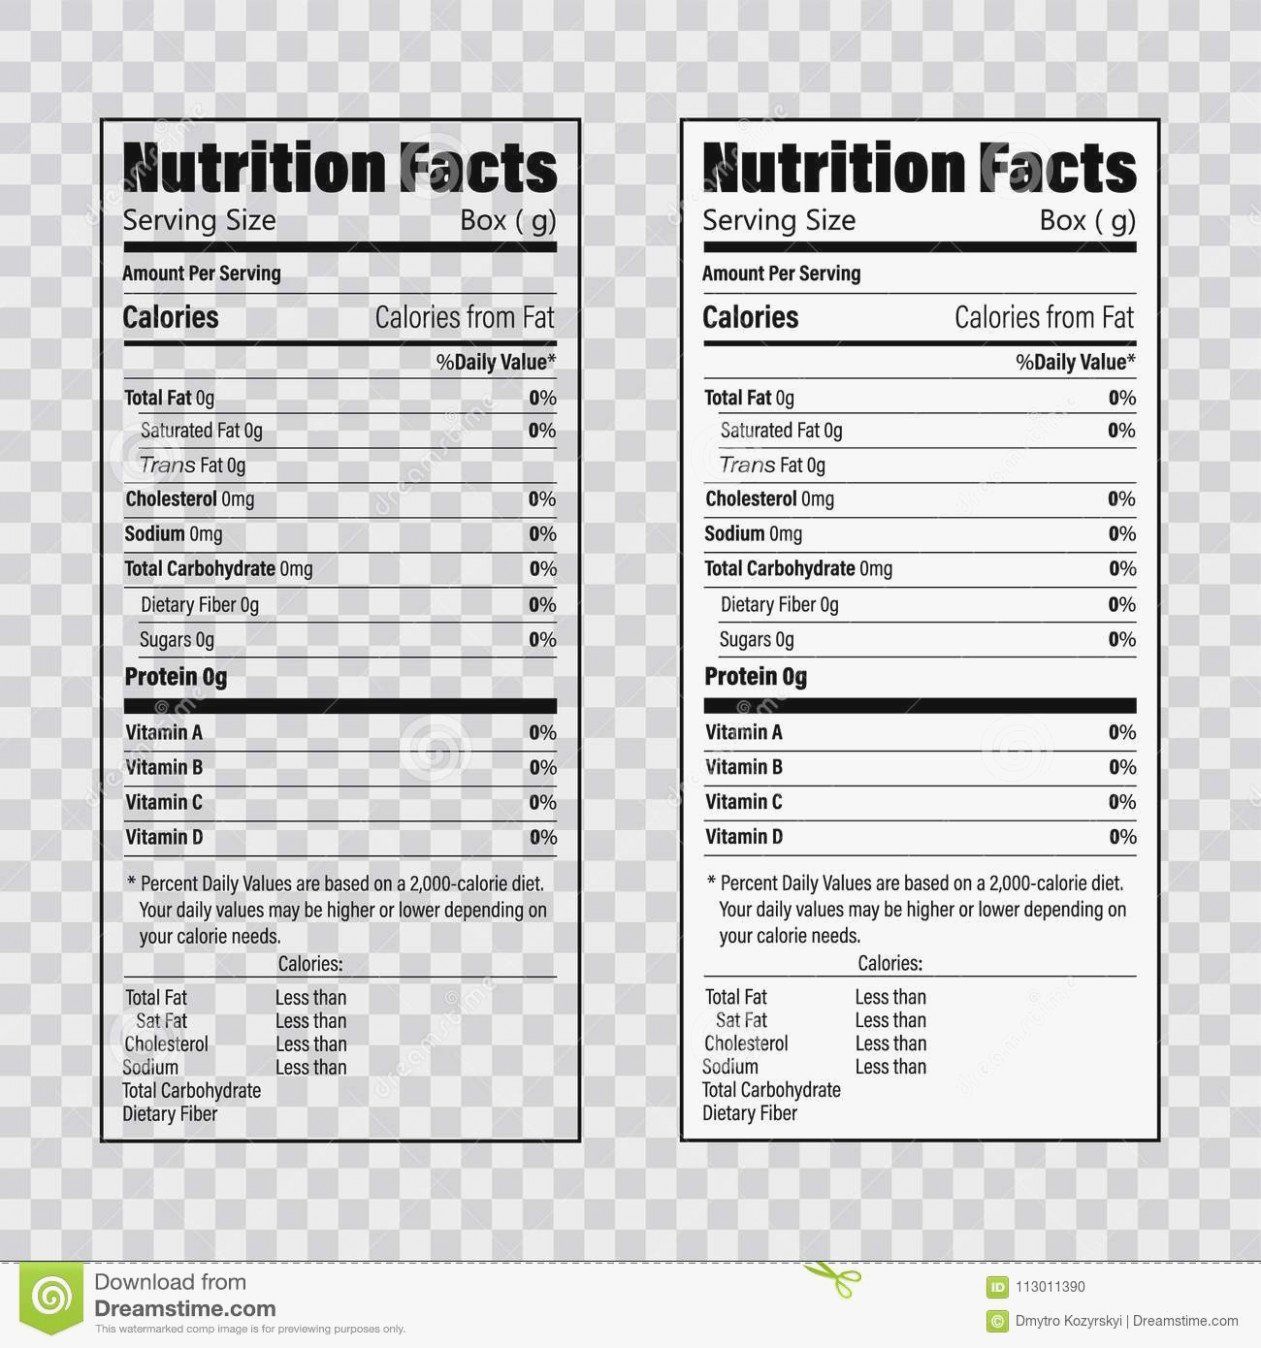 Nutrition Facts
Serving Size Box ( g)
Amount Per Serving
Calories Calories from Fat
%Daily Value*
Total Fat 0g 0%
Saturated Fat 0g 0%
Trans Fat 0g
Cholesterol 0mg 0%
Sodium 0mg 0%
Total Carbohydrate 0mg 0%
Dietary Fiber 0g 0%
Sugars 0g 0%
Protein 0g
Vitamin A 0%
Vitamin B 0%
Vitamin C 0%
Vitamin D 0%
* Percent Daily Values are based on a 2,000-calorie diet.
Your daily values may be higher or lower depending on
your calorie needs.
Calories:
Total Fat Less than
Sat Fat Less than
Cholesterol Less than
Sodium Less than
Total Carbohydrate
Dietary Fiber
Nutrition Facts
Serving Size Box ( g)
Amount Per Serving
Calories Calories from Fat
%Daily Value*
Total Fat 0g 0%
Saturated Fat 0g 0%
Trans Fat 0g
Cholesterol 0mg 0%
Sodium 0mg 0%
Total Carbohydrate 0mg 0%
Dietary Fiber 0g 0%
Sugars 0g 0%
Protein 0g
Vitamin A 0%
Vitamin B 0%
Vitamin C 0%
Vitamin D 0%
* Percent Daily Values are based on a 2,000-calorie diet.
Your daily values may be higher or lower depending on
your calorie needs.
Calories:
Total Fat Less than
Sat Fat Less than
Cholesterol Less than
Sodium Less than
Total Carbohydrate
Dietary Fiber
Download from
Dreamstime.com
This watermarked comp image is for previewing purposes only.
ID 113011390
© Dmytro Kozyrskyi | Dreamstime.com